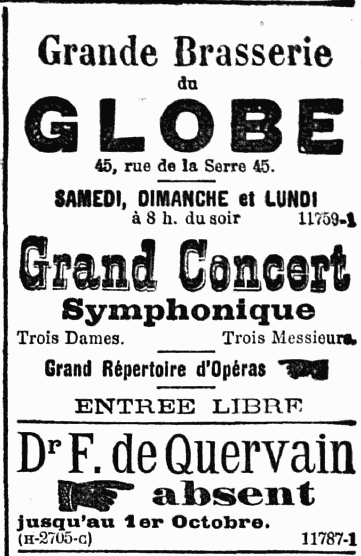 Grande Brasserie
du
GLOBE
45, rue de la Serre 45.
SAMEDI, DIMANCHE et LUNDI
à 8 h. du soir 11759-1
Grand Concert
Symphonique
Trois Dames. Trois Messieurs.
Grand Répertoire d'Opéras
ENTREE LIBRE
Dr F. de Quervain
absent
jusqu'au 1er Octobre.
(H-2705-C) 11787-1